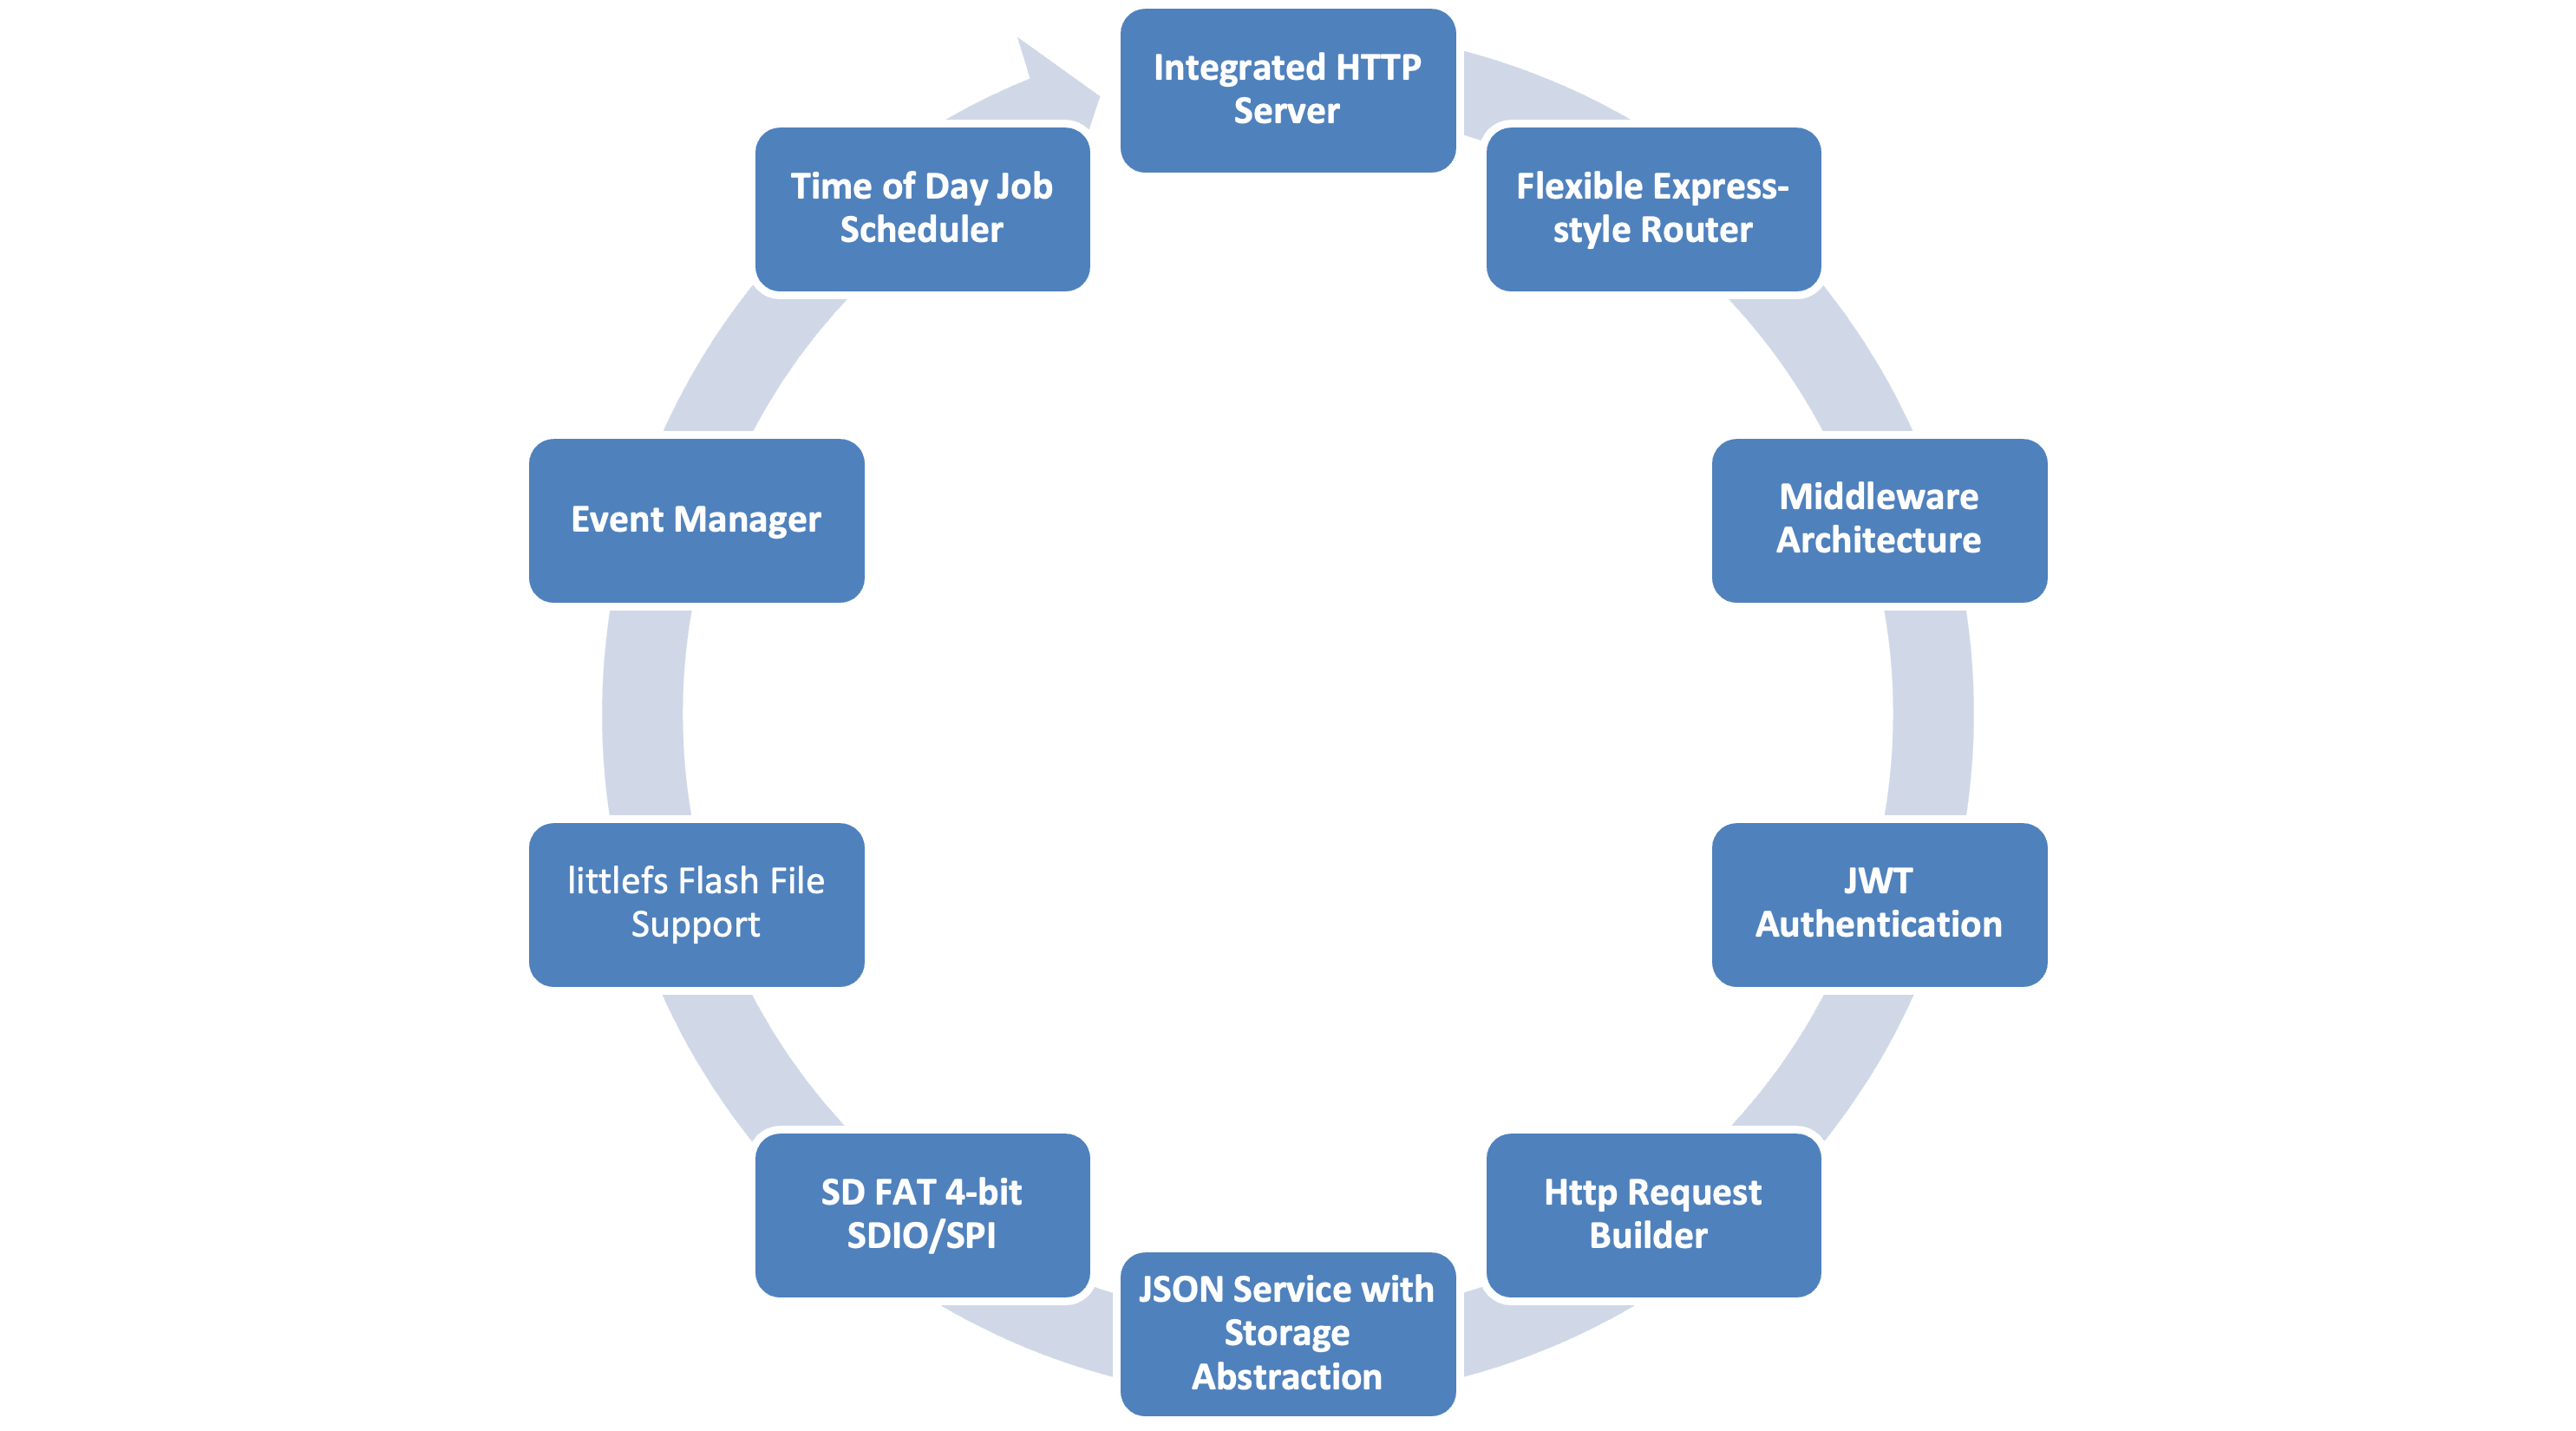 Integrated HTTP
Server
Flexible Express-
style Router
Middleware
Architecture
JWT
Authentication
Http Request
Builder
JSON Service with
Storage
Abstraction
SD FAT 4-bit
SDIO/SPI
littlefs Flash File
Support
Event Manager
Time of Day Job
Scheduler